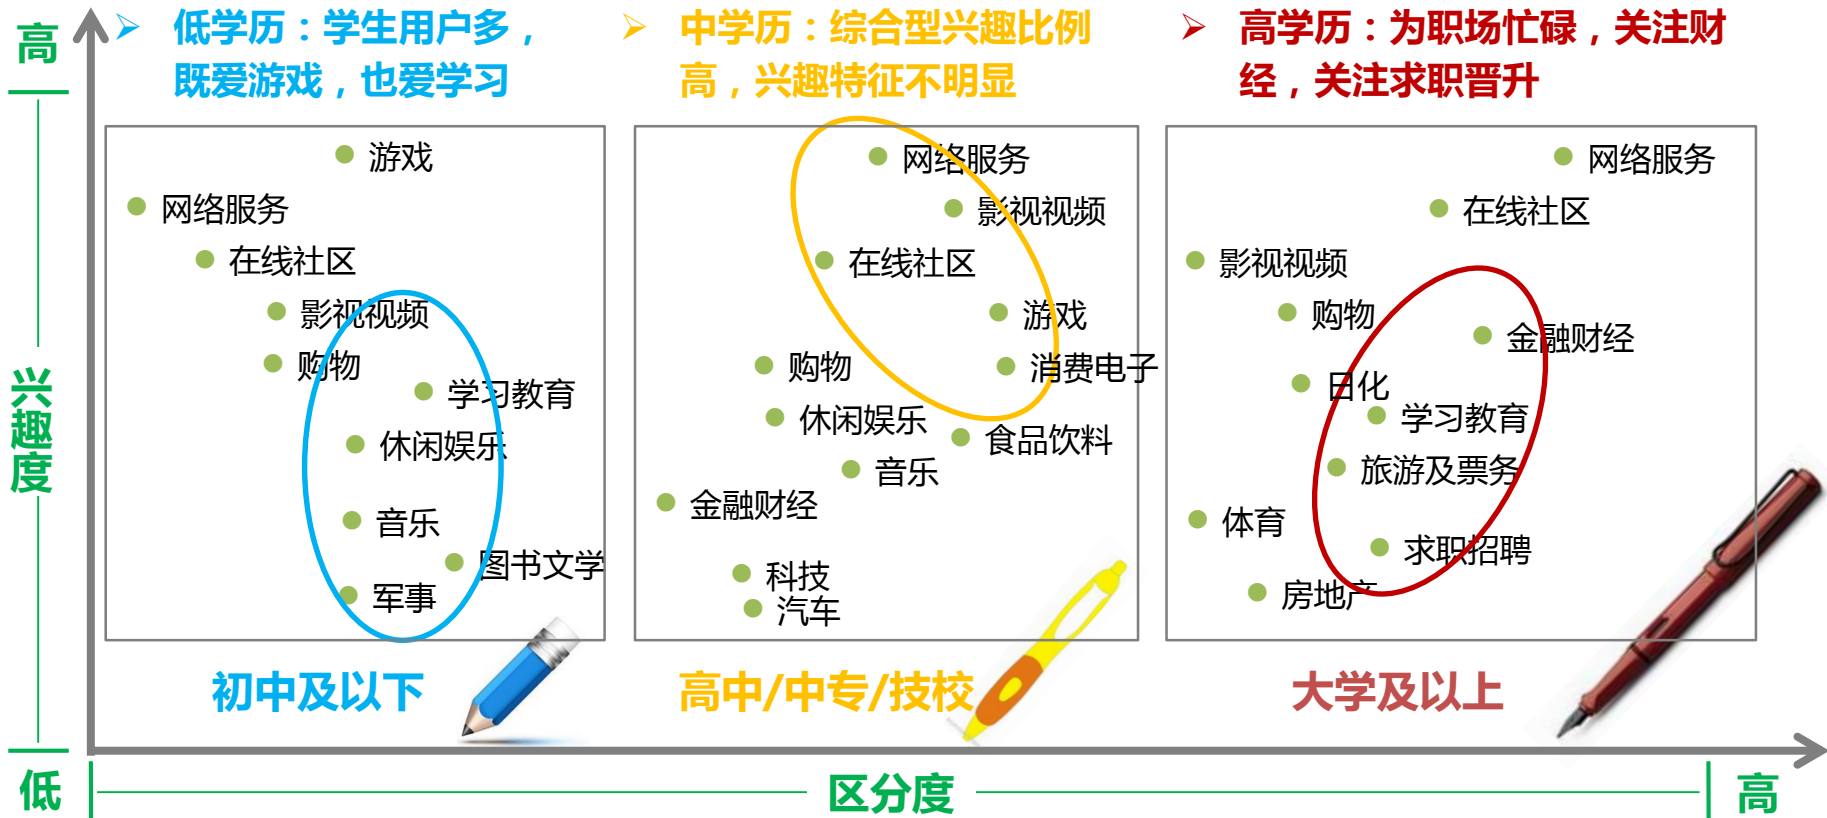 高
低学历：学生用户多，
既爱游戏，也爱学习
中学历：综合型兴趣比例
高，兴趣特征不明显
高学历：为职场忙碌，关注财
经，关注求职晋升
游戏
网络服务
在线社区
影视视频
购物
学习教育
休闲娱乐
音乐
图书文学
军事
初中及以下
网络服务
影视视频
在线社区
游戏
购物
消费电子
休闲娱乐
食品饮料
音乐
金融财经
科技
汽车
高中/中专/技校
网络服务
在线社区
影视视频
购物
金融财经
日化
学习教育
旅游及票务
体育
求职招聘
房地产
大学及以上
兴趣度
低
区分度
高